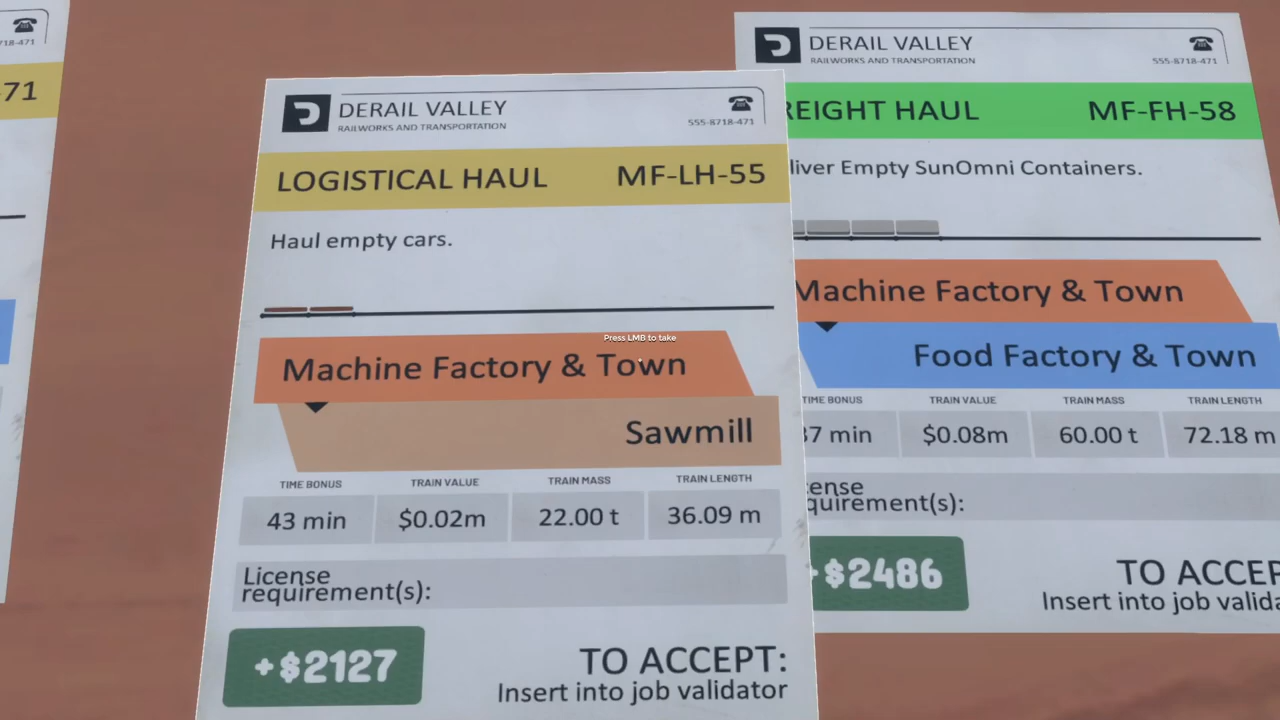 718-471
-71
DERAIL VALLEY
RAILWORKS AND TRANSPORTATION
555-8718-471
LOGISTICAL HAUL MF-LH-55
Haul empty cars.
Press LMB to take
Machine Factory & Town
Sawmill
TIME BONUS TRAIN VALUE TRAIN MASS TRAIN LENGTH
43 min $0.02m 22.00 t 36.09 m
License
requirement(s):
+$2127
TO ACCEPT:
Insert into job validator
DERAIL VALLEY
RAILWORKS AND TRANSPORTATION
555-8718-471
REIGHT HAUL MF-FH-58
liver Empty SunOmni Containers.
Machine Factory & Town
Food Factory & Town
TIME BONUS TRAIN VALUE TRAIN MASS TRAIN LENGTH
37 min $0.08m 60.00 t 72.18 m
ense
quirement(s):
+$2486
TO ACCEP
Insert into job valida